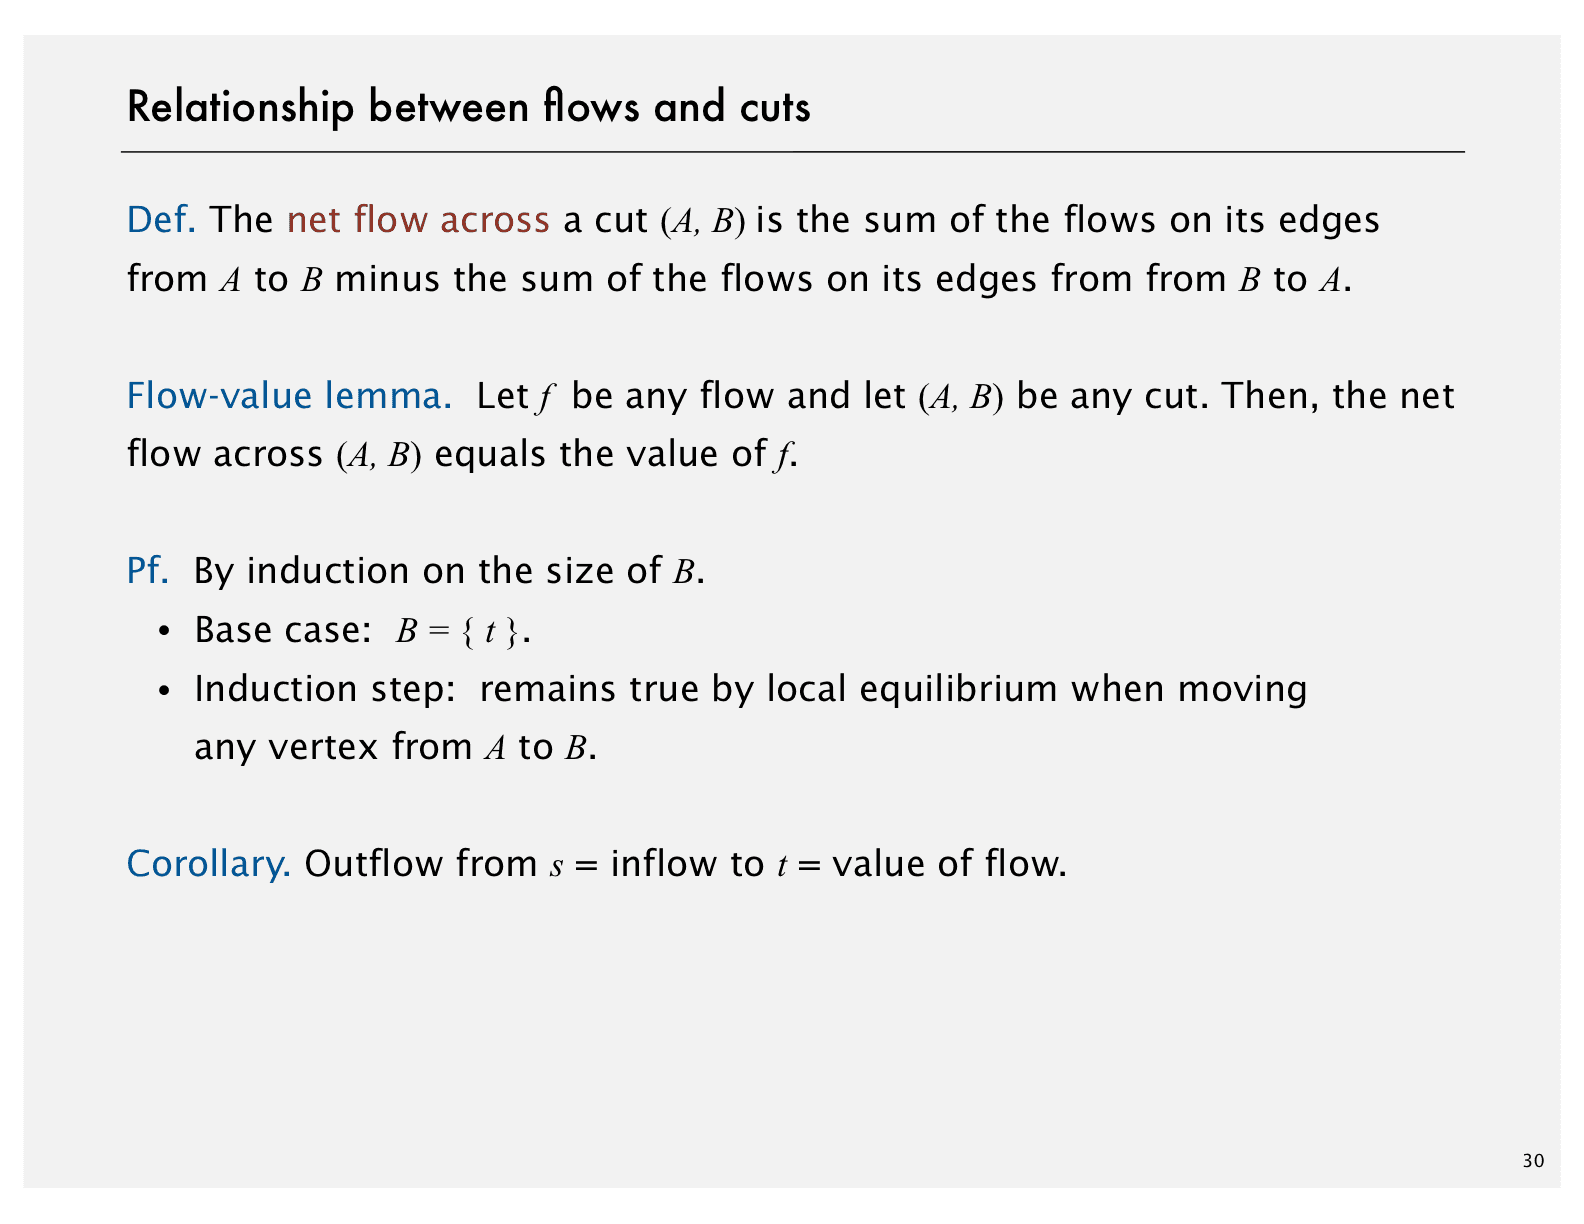 Relationship between flows and cuts
Def. The net flow across a cut (A, B) is the sum of the flows on its edges
from A to B minus the sum of the flows on its edges from from B to A.
Flow-value lemma. Let f be any flow and let (A, B) be any cut. Then, the net
flow across (A, B) equals the value of f.
Pf. By induction on the size of B.
• Base case: B = { t }.
• Induction step: remains true by local equilibrium when moving
any vertex from A to B.
Corollary. Outflow from s = inflow to t = value of flow.
30